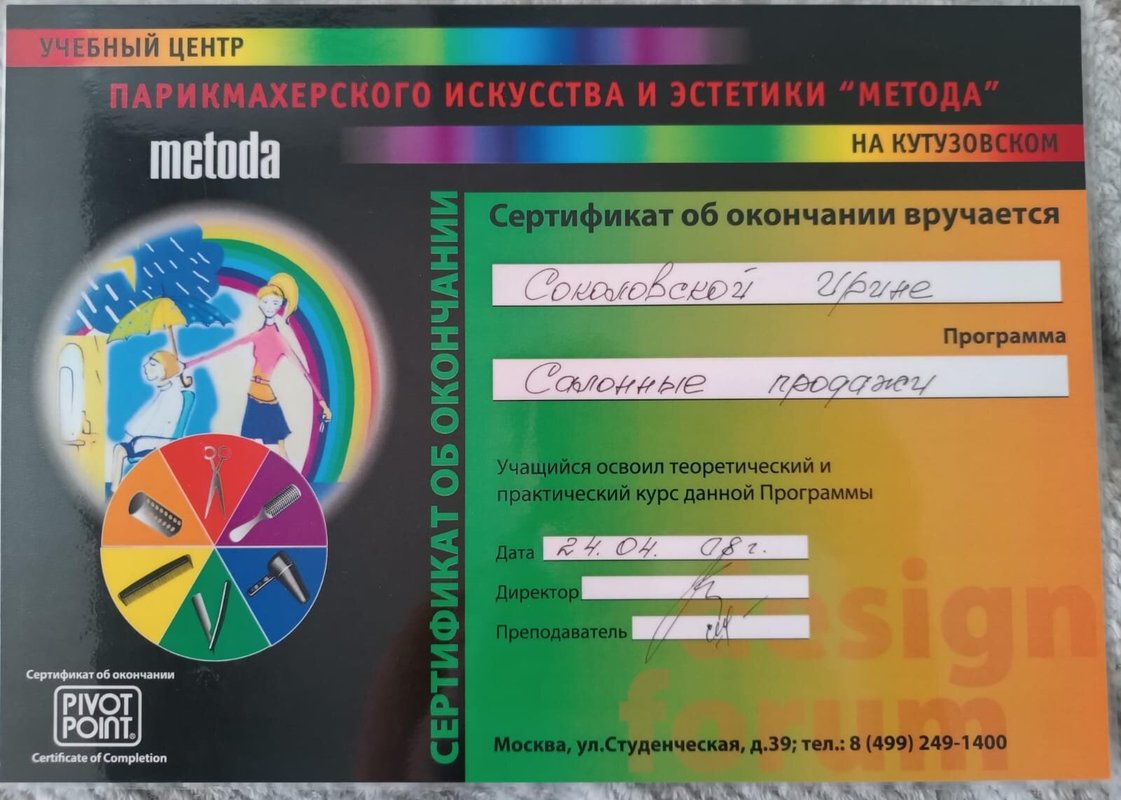 УЧЕБНЫЙ ЦЕНТР
ПАРИКМАХЕРСКОГО ИСКУССТВА И ЭСТЕТИКИ "МЕТОДА"
НА КУТУЗОВСКОМ
metoda
СЕРТИФИКАТ ОБ ОКОНЧАНИИ
Сертификат об окончании вручается
Соколовской Ирине
Программа
Салонные продажи
Учащийся освоил теоретический и
практический курс данной Программы
Дата 24.04. 08г.
Директор
Преподаватель
design
forum
Москва, ул.Студенческая, д.39; тел.: 8 (499) 249-1400
Сертификат об окончании
PIVOT
POINT®
Certificate of Completion